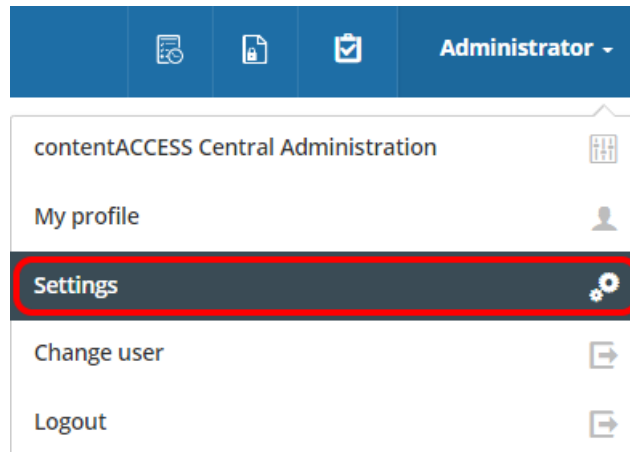 Administrator
contentACCESS Central Administration
My profile
Settings
Change user
Logout